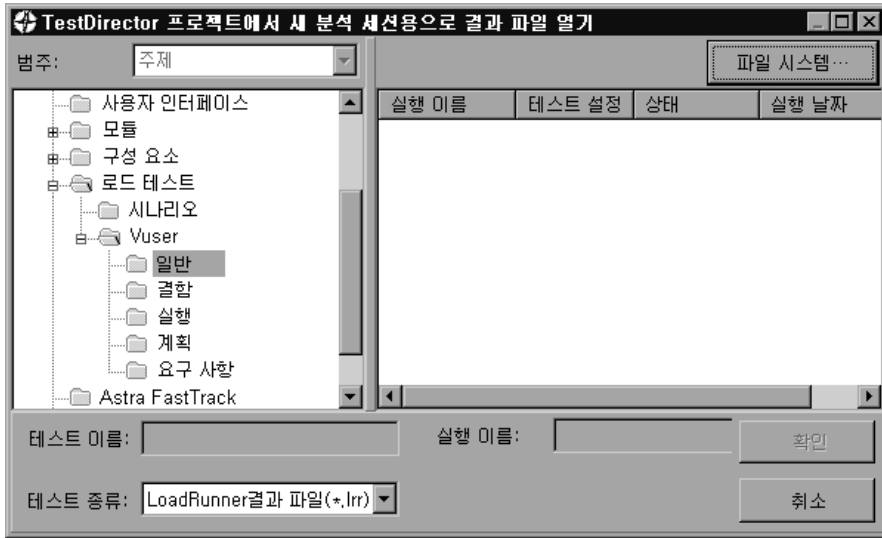 TestDirector 프로젝트에서 새 분석 세션용으로 결과 파일 열기
범주: 주제
파일 시스템...
사용자 인터페이스
모듈
구성 요소
로드 테스트
시나리오
Vuser
일반
결함
실행
계획
요구 사항
Astra FastTrack
실행 이름 테스트 설정 상태 실행 날짜
테스트 이름: 실행 이름: 확인
테스트 종류: LoadRunner결과 파일(*.lrr) 취소